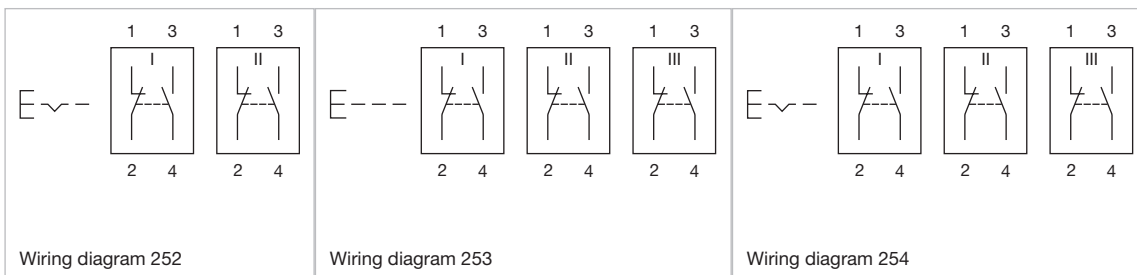 1 3 1 3
I II
2 4 2 4
Wiring diagram 252
1 3 1 3 1 3
I II III
2 4 2 4 2 4
Wiring diagram 253
1 3 1 3 1 3
I II III
2 4 2 4 2 4
Wiring diagram 254